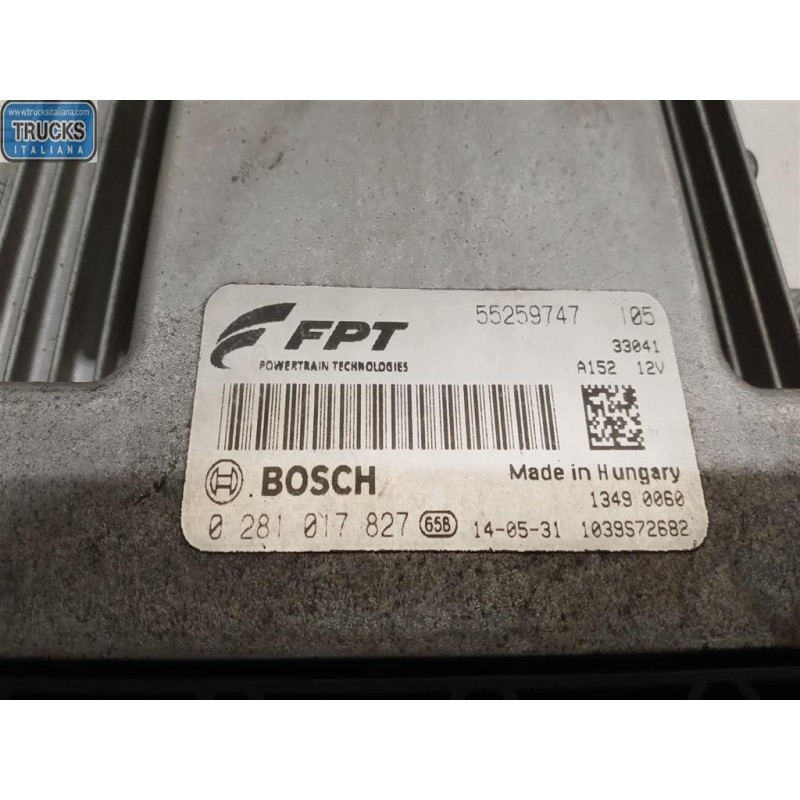 www.trucksitaliana.com
TRUCKS
ITALIANA
FPT
POWERTRAIN TECHNOLOGIES
55259747 105
33041
A152 12V
BOSCH
Made in Hungary
1349 0060
0 281 017 827 65B 14-05-31 1039S72682